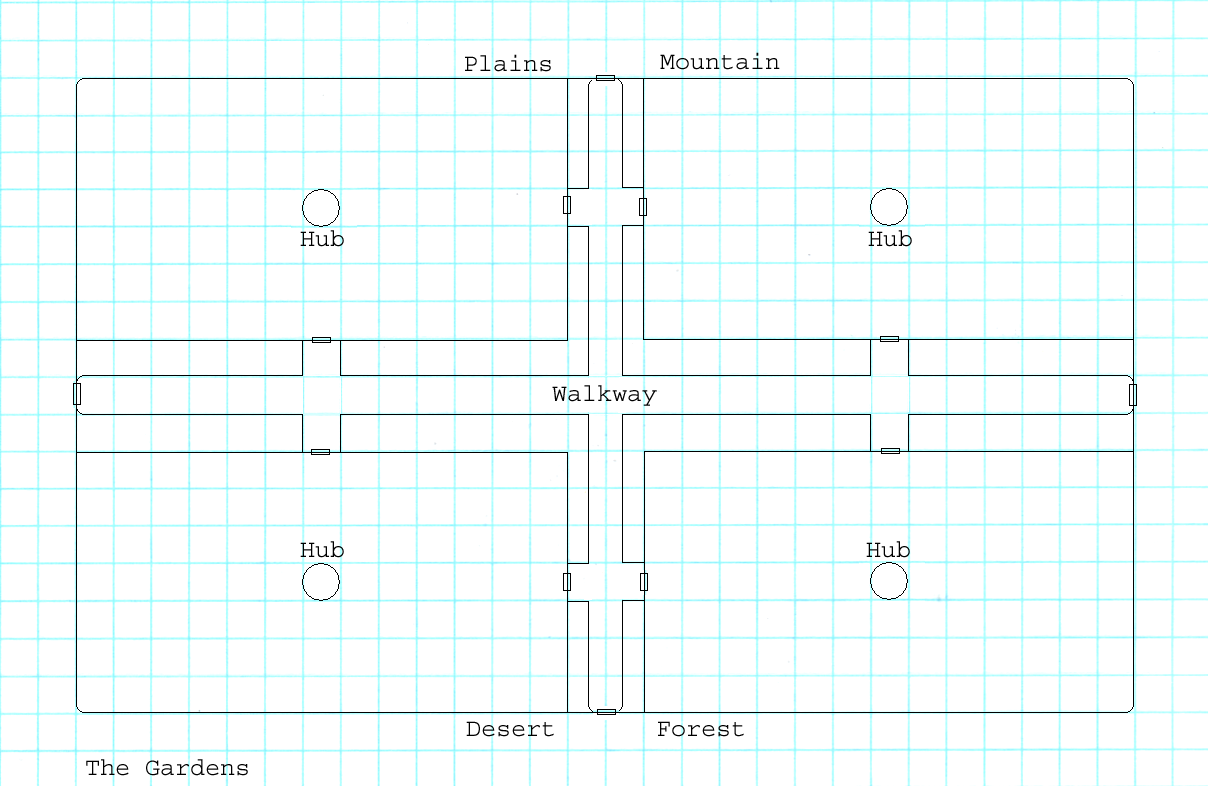 Plains
Mountain
Hub
Hub
Walkway
Hub
Hub
Desert
Forest
The Gardens